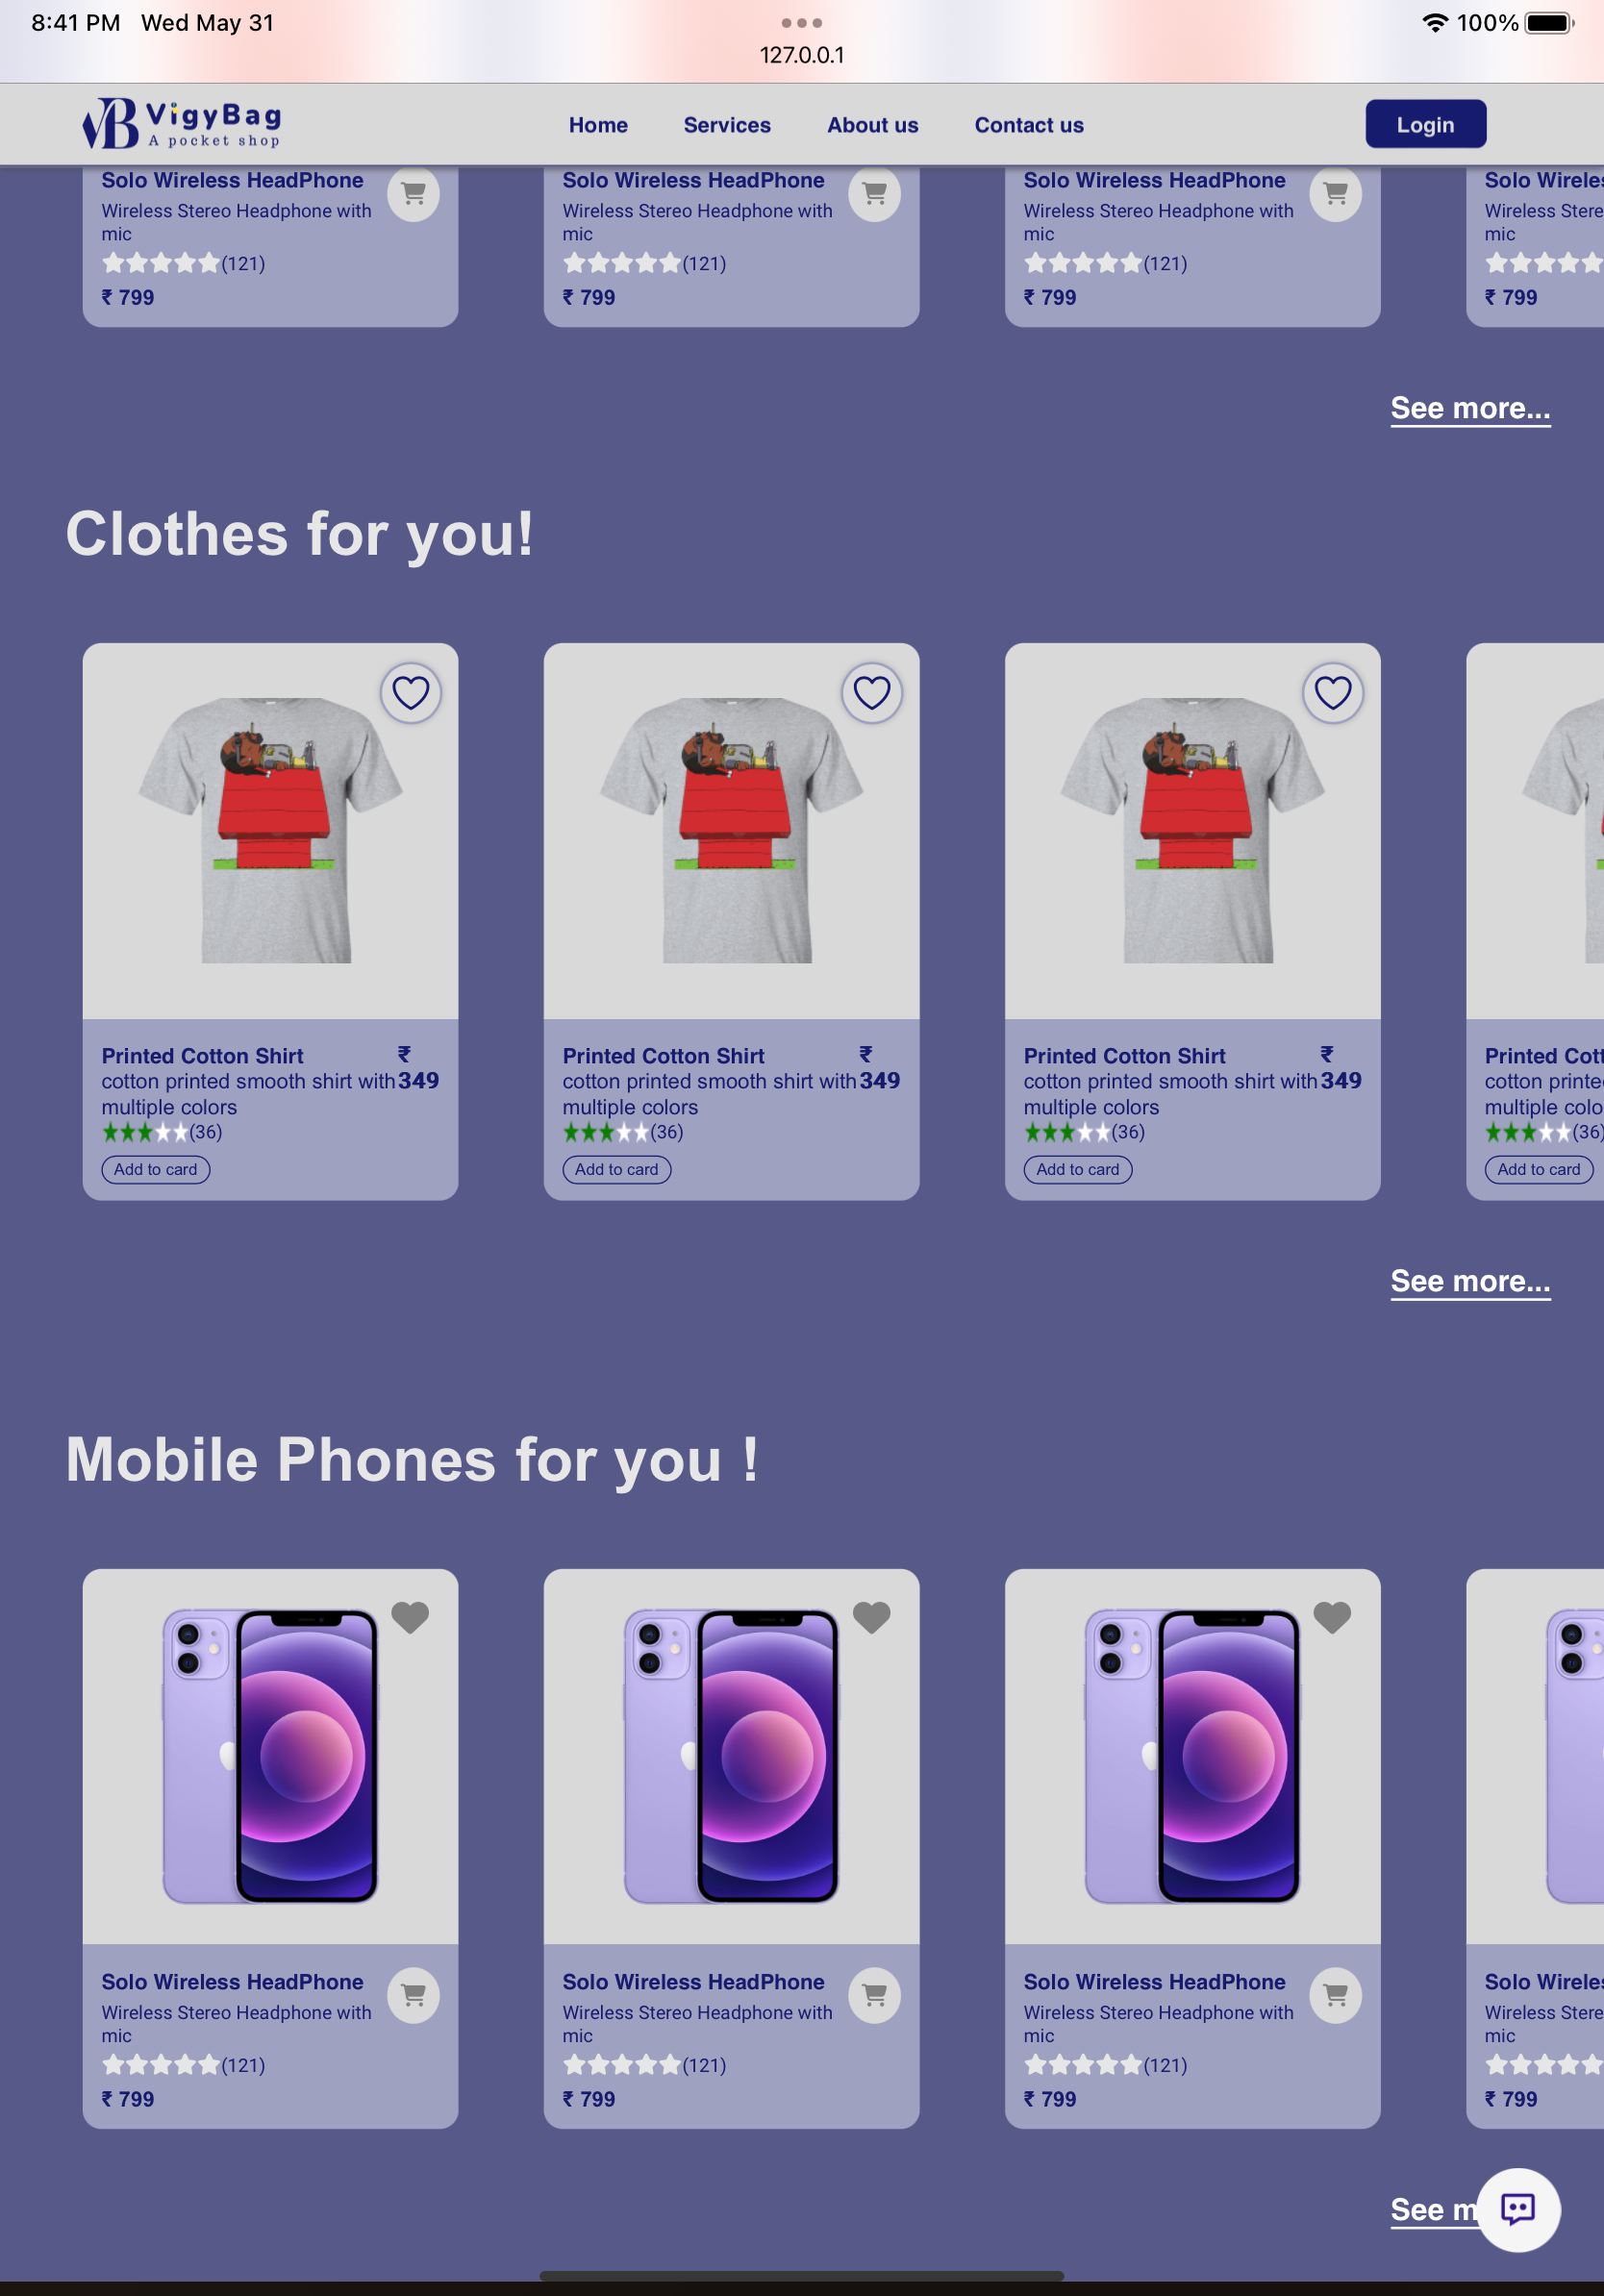 8:41 PM Wed May 31
100%
127.0.0.1
VB VigyBag
A pocket shop
Home Services About us Contact us Login
Solo Wireless HeadPhone Solo Wireless HeadPhone Solo Wireless HeadPhone Solo Wireles
Wireless Stereo Headphone with Wireless Stereo Headphone with Wireless Stereo Headphone with Wireless Stere
mic mic mic mic
(121) (121) (121)
₹ 799 ₹ 799 ₹ 799 ₹ 799
See more...
Clothes for you!
Printed Cotton Shirt ₹ Printed Cotton Shirt ₹ Printed Cotton Shirt ₹ Printed Cott
cotton printed smooth shirt with 349 cotton printed smooth shirt with 349 cotton printed smooth shirt with 349 cotton printe
multiple colors multiple colors multiple colors multiple colo
(36) (36) (36) (36)
Add to card Add to card Add to card Add to card
See more...
Mobile Phones for you !
Solo Wireless HeadPhone Solo Wireless HeadPhone Solo Wireless HeadPhone Solo Wireles
Wireless Stereo Headphone with Wireless Stereo Headphone with Wireless Stereo Headphone with Wireless Stere
mic mic mic mic
(121) (121) (121)
₹ 799 ₹ 799 ₹ 799 ₹ 799
See m